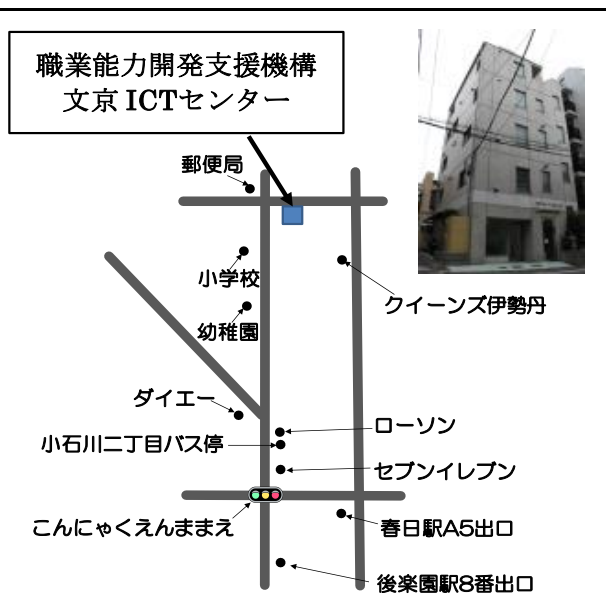 職業能力開発支援機構
文京 ICTセンター
郵便局
小学校
クイーンズ伊勢丹
幼稚園
ダイエー
ローソン
小石川二丁目バス停
セブンイレブン
こんにゃくえんままえ
春日駅A5出口
後楽園駅8番出口